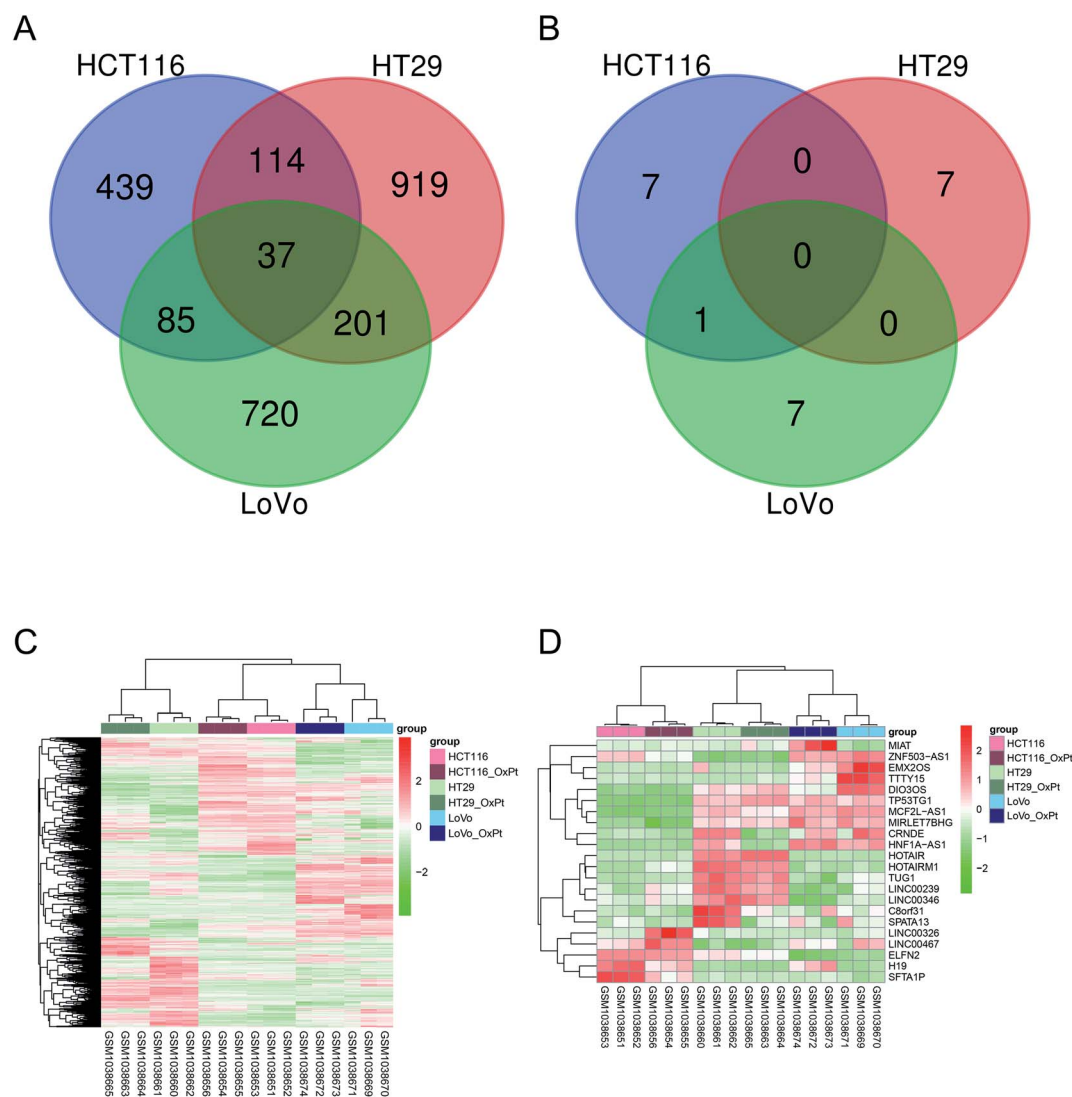 A
HCT116
HT29
439
114
919
37
85
201
720
LoVo
B
HCT116
HT29
7
0
7
0
1
0
7
LoVo
C
group
2
0
−2
group
HCT116
HCT116_OxPt
HT29
HT29_OxPt
LoVo
LoVo_OxPt
GSM1038665
GSM1038663
GSM1038664
GSM1038661
GSM1038660
GSM1038662
GSM1038656
GSM1038654
GSM1038655
GSM1038653
GSM1038651
GSM1038652
GSM1038674
GSM1038672
GSM1038673
GSM1038671
GSM1038669
GSM1038670
D
group
MIAT
ZNF503−AS1
EMX2OS
TTTY15
DIO3OS
TP53TG1
MCF2L−AS1
MIRLET7BHG
CRNDE
HNF1A−AS1
HOTAIR
HOTAIRM1
TUG1
LINC00239
LINC00346
C8orf31
SPATA13
LINC00326
LINC00467
ELFN2
H19
SFTA1P
2
1
0
−1
−2
group
HCT116
HCT116_OxPt
HT29
HT29_OxPt
LoVo
LoVo_OxPt
GSM1038653
GSM1038651
GSM1038652
GSM1038656
GSM1038654
GSM1038655
GSM1038660
GSM1038661
GSM1038662
GSM1038665
GSM1038663
GSM1038664
GSM1038674
GSM1038672
GSM1038673
GSM1038671
GSM1038669
GSM1038670